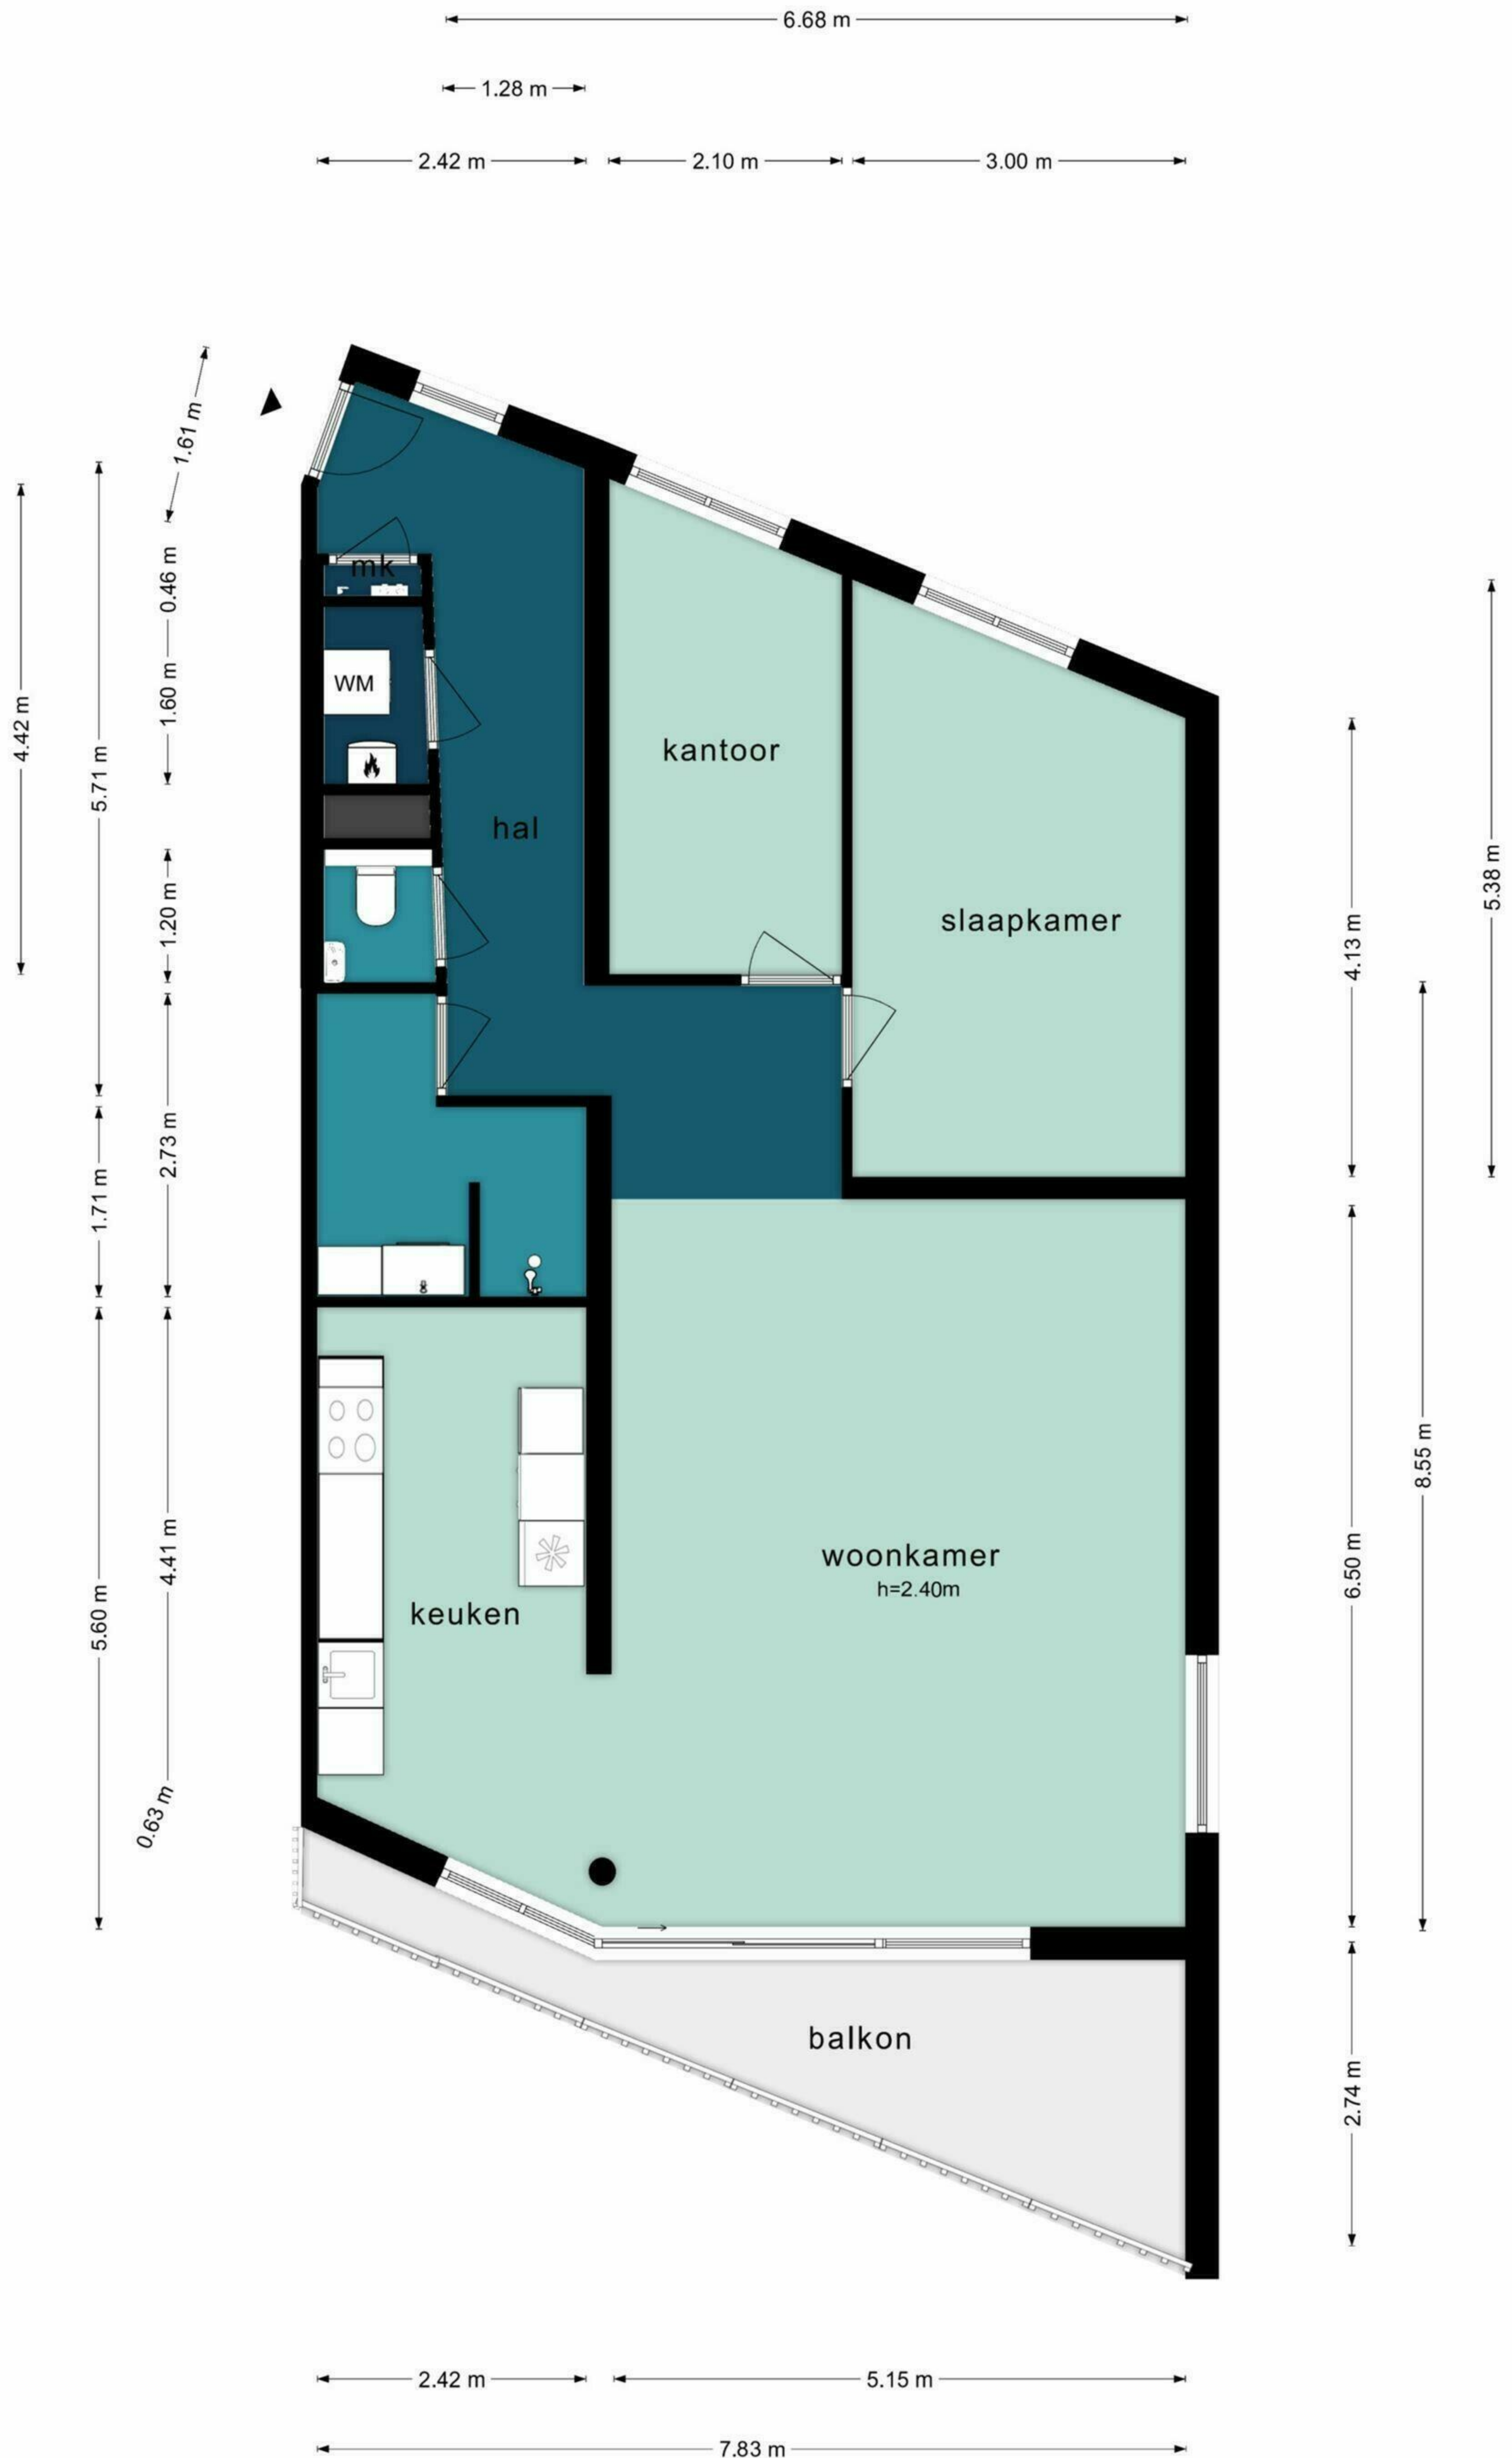 6.68 m
1.28 m
2.42 m
2.10 m
3.00 m
1.61 m
0.46 m
mk
1.60 m
WM
4.42 m
5.71 m
kantoor
hal
5.38 m
1.20 m
slaapkamer
4.13 m
2.73 m
1.71 m
8.55 m
4.41 m
woonkamer
h=2.40m
6.50 m
keuken
5.60 m
0.63 m
balkon
2.74 m
2.42 m
5.15 m
7.83 m